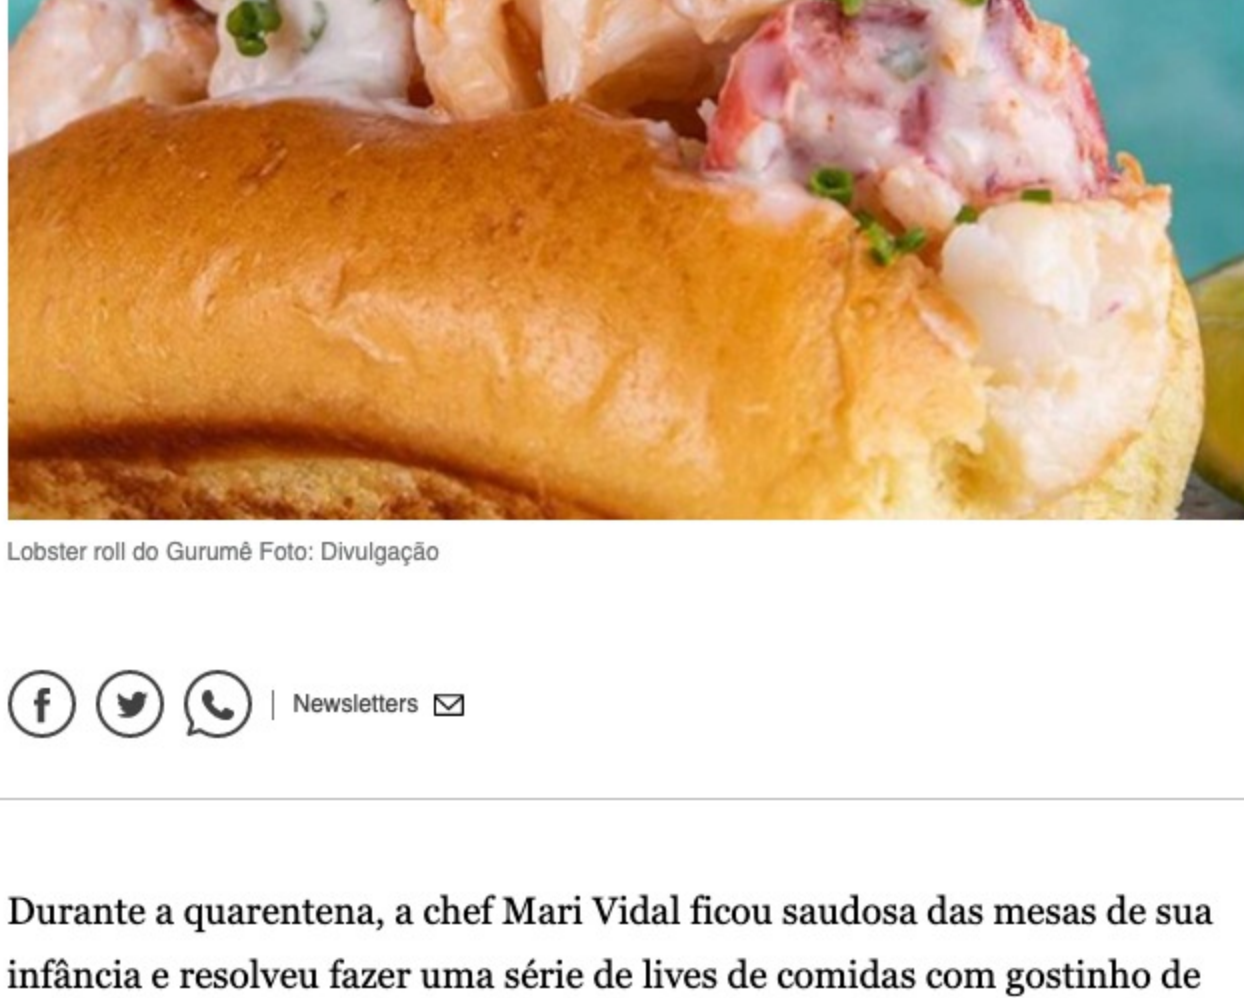 Lobster roll do Gurumê Foto: Divulgação
Newsletters
Durante a quarentena, a chef Mari Vidal ficou saudosa das mesas de sua
infância e resolveu fazer uma série de lives de comidas com gostinho de